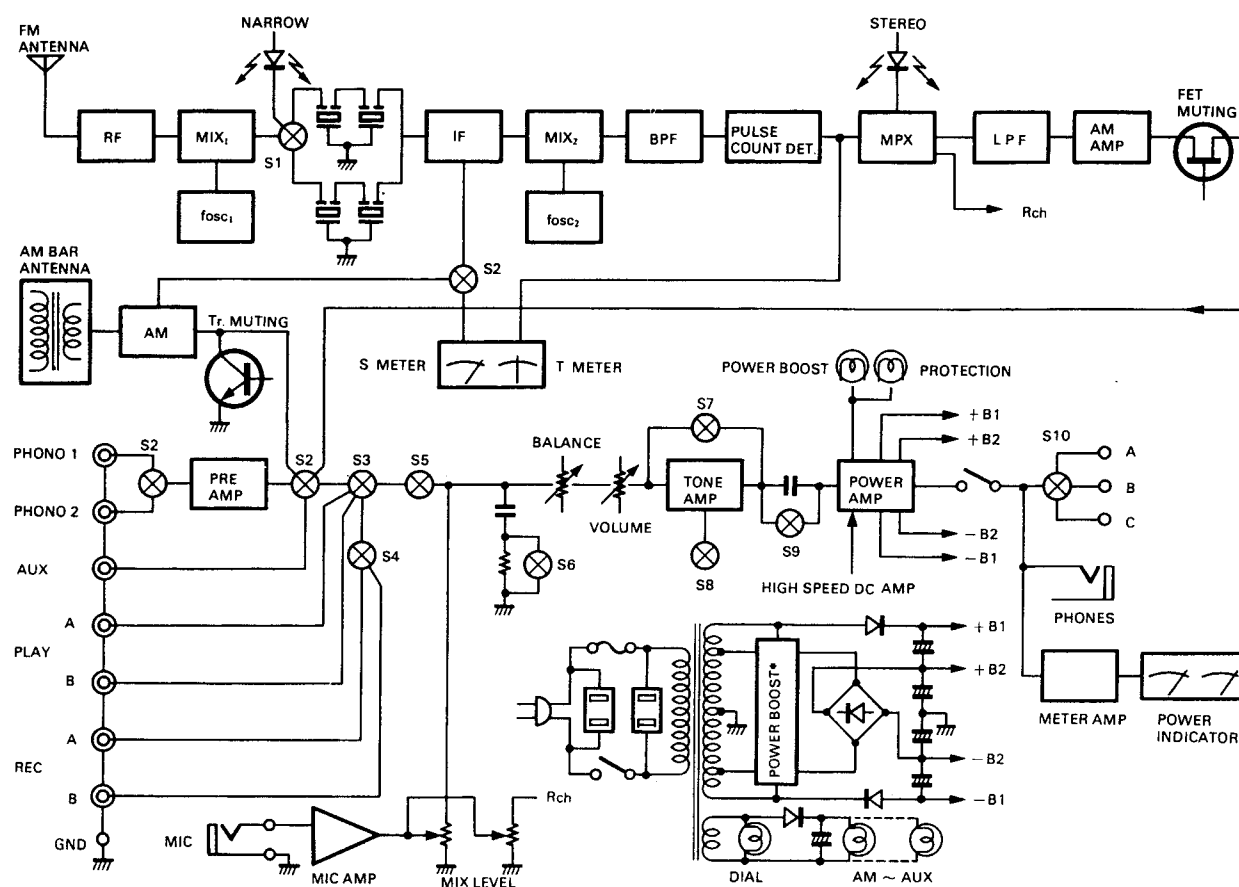 NARROW
STEREO
FM
ANTENNA
FET
MUTING
RF
MIX1
S1
IF
MIX2
BPF
PULSE
COUNT DET.
MPX
LPF
AM
AMP
fosc1
fosc2
Rch
AM BAR
ANTENNA
S2
AM
Tr. MUTING
S METER
T METER
POWER BOOST
PROTECTION
+B1
+B2
PHONO 1
S2
PRE
AMP
S2
S3
S5
BALANCE
VOLUME
S7
TONE
AMP
POWER
AMP
S10
A
B
C
PHONO 2
AUX
S4
S6
S8
S9
-B2
-B1
HIGH SPEED DC AMP
PHONES
PLAY
A
B
REC
A
B
GND
POWER BOOST*
+B1
+B2
-B2
-B1
METER AMP
POWER
INDICATOR
MIC
MIC AMP
Rch
MIX LEVEL
DIAL
AM ~ AUX